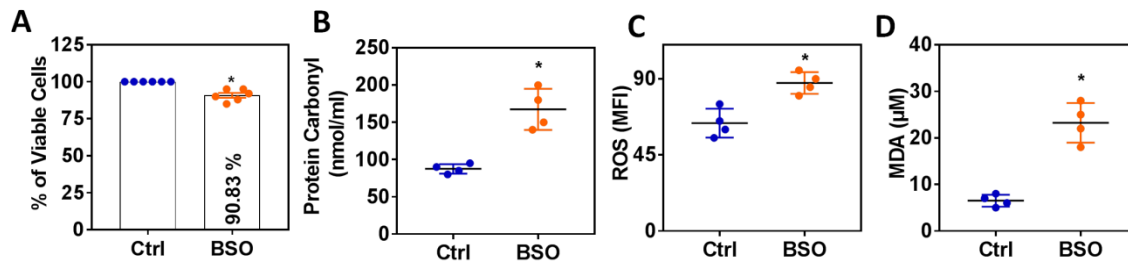 A
% of Viable Cells
125
100
75
50
25
0
*
90.83 %
Ctrl
BSO
B
Protein Carbonyl
(nmol/ml)
250
200
150
100
50
0
*
Ctrl
BSO
C
ROS (MFI)
90
45
0
*
Ctrl
BSO
D
MDA (µM)
40
30
20
10
0
*
Ctrl
BSO